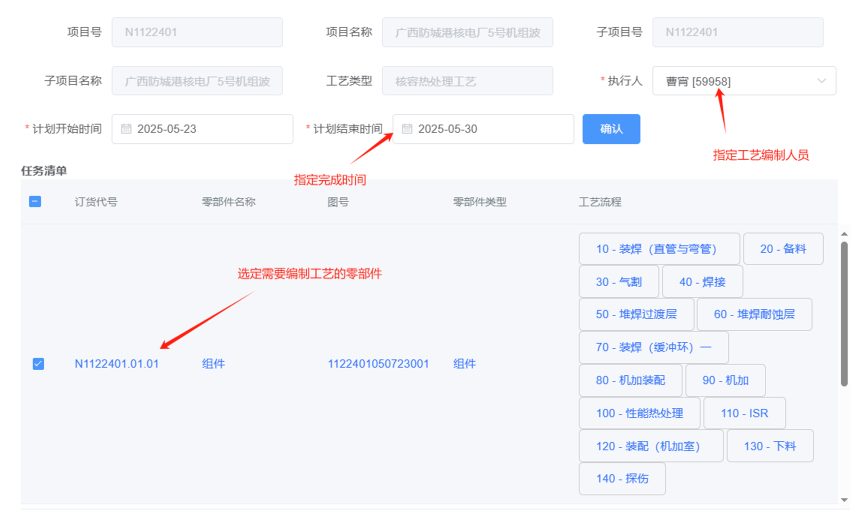 项目号 N1122401 项目名称 广西防城港核电厂5号机组波 子项目号 N1122401
子项目名称 广西防城港核电厂5号机组波 工艺类型 核容热处理工艺 * 执行人 曹宵 [59958]
* 计划开始时间 2025-05-23 * 计划结束时间 2025-05-30 确认
指定工艺编制人员
任务清单
指定完成时间
订货代号 零部件名称 图号 零部件类型 工艺流程
10 - 装焊（直管与弯管） 20 - 备料
选定需要编制工艺的零部件
30 - 气割 40 - 焊接
50 - 堆焊过渡层 60 - 堆焊耐蚀层
70 - 装焊（缓冲环）一
N1122401.01.01 组件 1122401050723001 组件
80 - 机加装配 90 - 机加
100 - 性能热处理 110 - ISR
120 - 装配（机加室） 130 - 下料
140 - 探伤